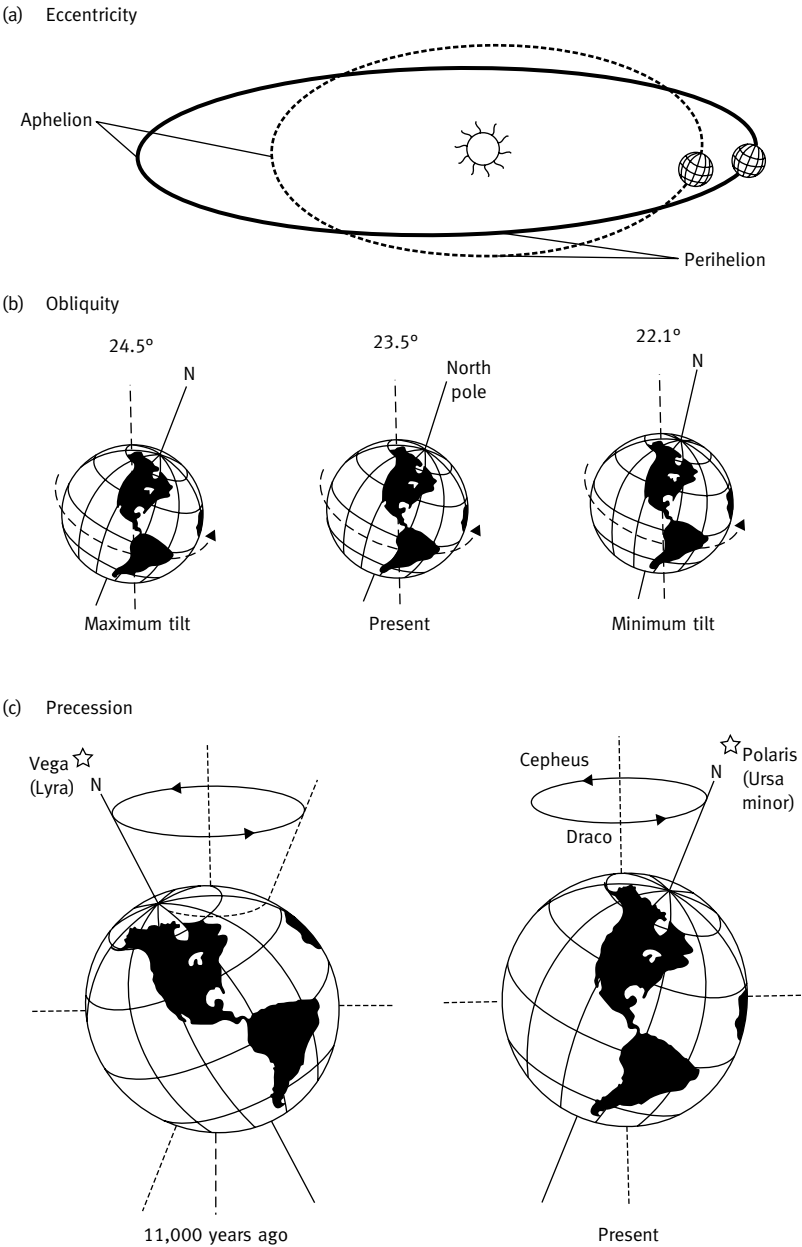 (a) Eccentricity
Aphelion
Perihelion
(b) Obliquity
24.5°
23.5°
22.1°
N
North
pole
N
Maximum tilt
Present
Minimum tilt
(c) Precession
Vega
(Lyra)
N
Cepheus
Draco
N
Polaris
(Ursa
minor)
11,000 years ago
Present